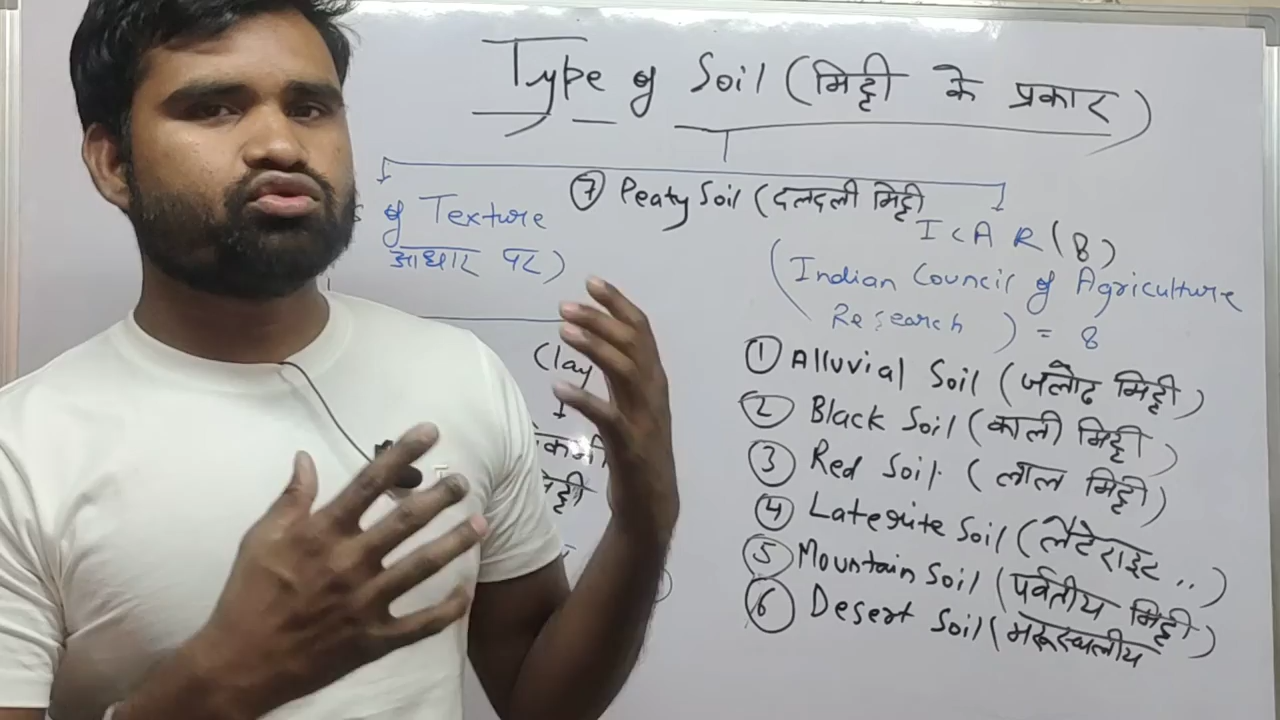 Type of Soil (मिट्टी के प्रकार)
⑦ Peaty Soil (दलदली मिट्टी
of Texture
आधार पर)
ICAR (8)
(Indian Council of Agriculture
Research) = 8
Clay
① Alluvial Soil (जलोढ मिट्टी)
② Black Soil (काली मिट्टी)
③ Red Soil (लाल मिट्टी)
④ Laterite Soil (लैटेराइट ..)
⑤ Mountain Soil (पर्वतीय मिट्टी)
⑥ Desert Soil (मरूस्थलीय